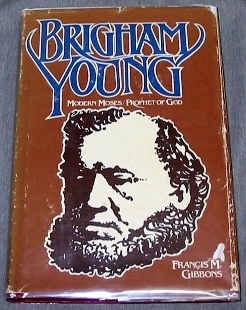 BRIGHAM
YOUNG
MODERN MOSES/PROPHET OF GOD
FRANCIS M.
GIBBONS